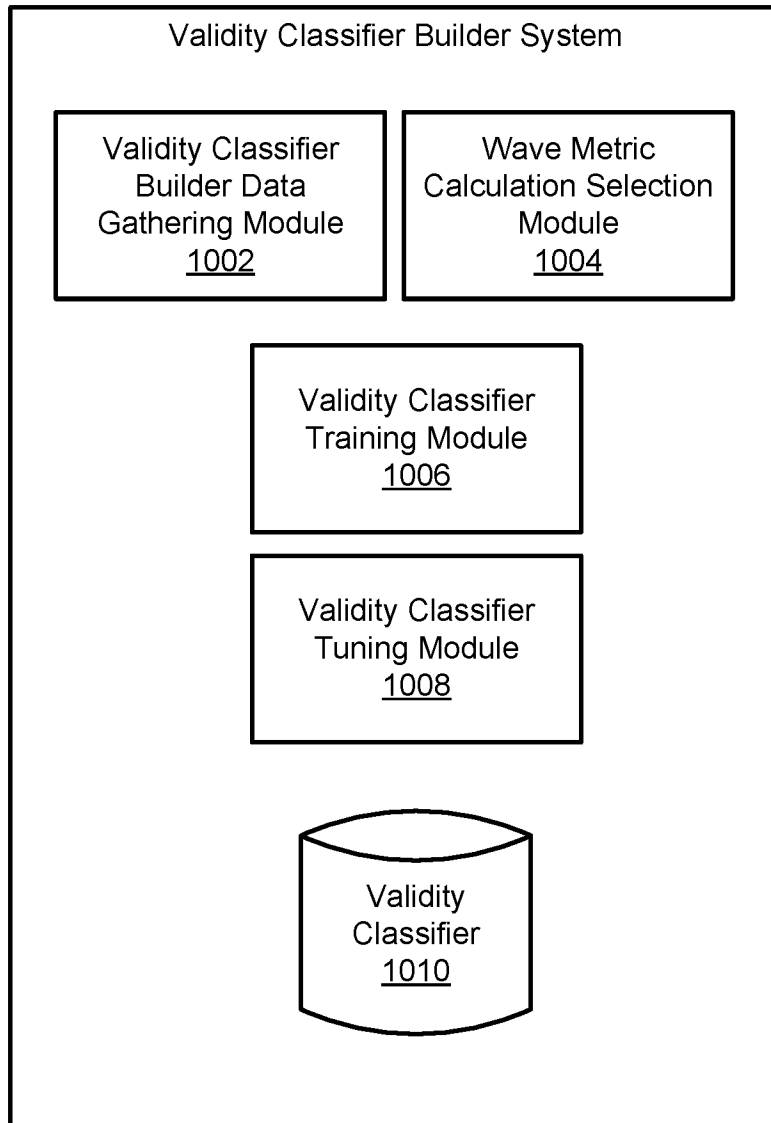 Validity Classifier Builder System
Validity Classifier
Builder Data
Gathering Module
1002
Wave Metric
Calculation Selection
Module
1004
Validity Classifier
Training Module
1006
Validity Classifier
Tuning Module
1008
Validity
Classifier
1010